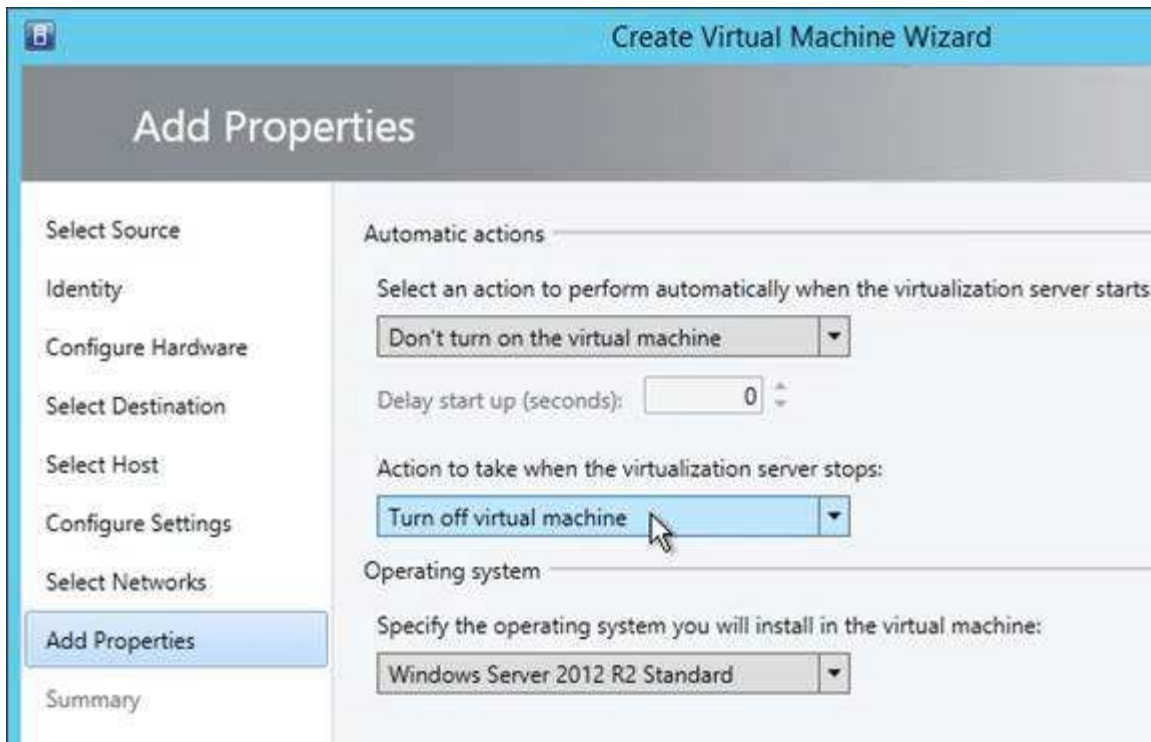 Create Virtual Machine Wizard
Add Properties
Select Source
Identity
Configure Hardware
Select Destination
Select Host
Configure Settings
Select Networks
Add Properties
Summary
Automatic actions
Select an action to perform automatically when the virtualization server starts
Don't turn on the virtual machine
Delay start up (seconds): 0
Action to take when the virtualization server stops:
Turn off virtual machine
Operating system
Specify the operating system you will install in the virtual machine:
Windows Server 2012 R2 Standard